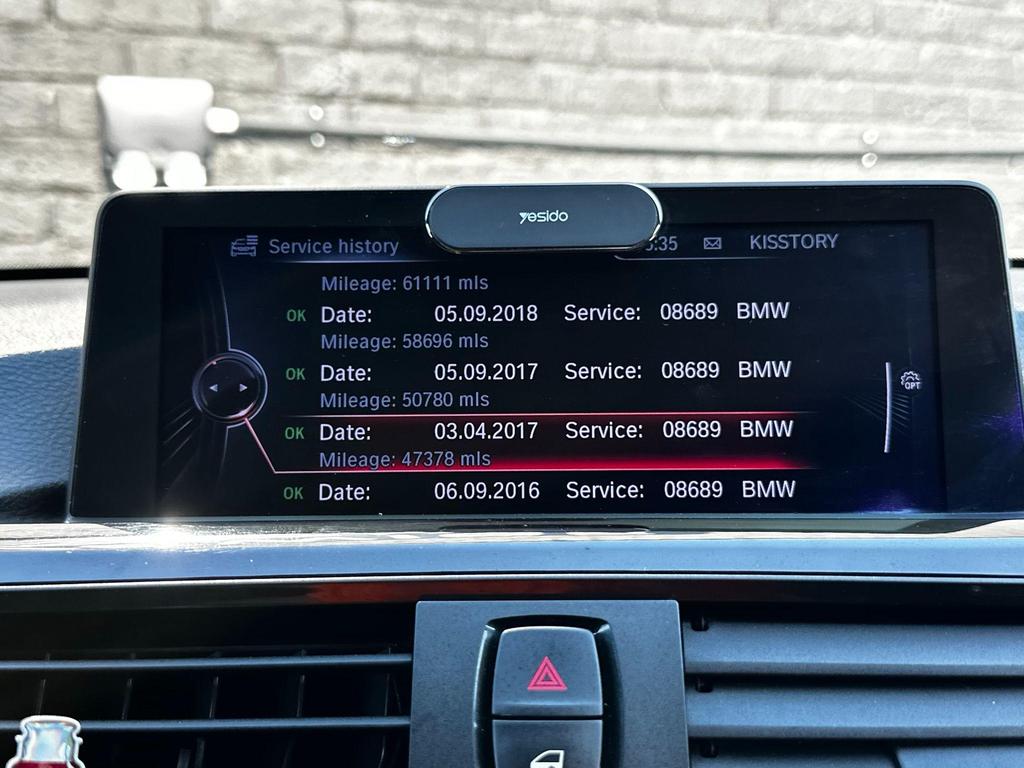 yesido
Service history :35 KISSTORY
Mileage: 61111 mls
OK Date: 05.09.2018 Service: 08689 BMW
Mileage: 58696 mls
OK Date: 05.09.2017 Service: 08689 BMW
Mileage: 50780 mls
OPT
OK Date: 03.04.2017 Service: 08689 BMW
Mileage: 47378 mls
OK Date: 06.09.2016 Service: 08689 BMW